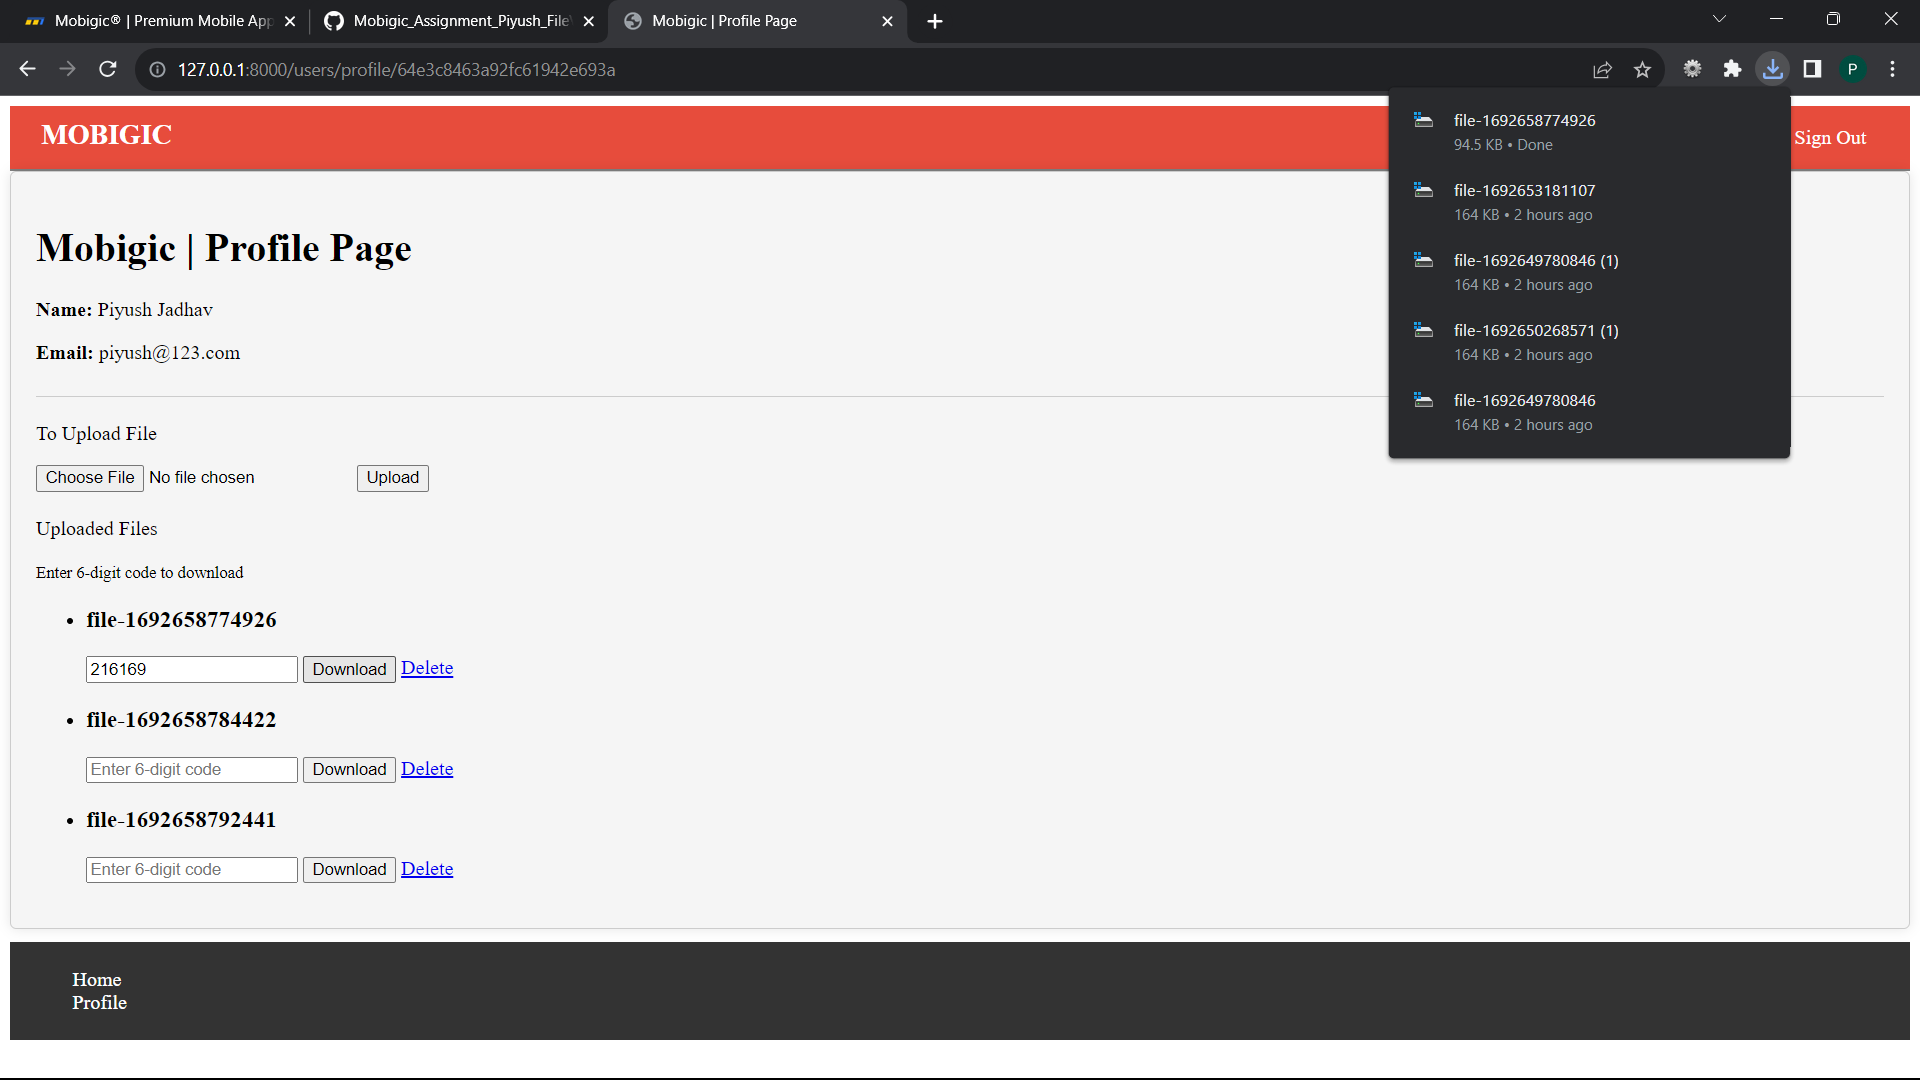 Mobigic® | Premium Mobile App
Mobigic_Assignment_Piyush_File
Mobigic | Profile Page
127.0.0.1:8000/users/profile/64e3c8463a92fc61942e693a
P
MOBIGIC
Sign Out
file-1692658774926
94.5 KB • Done
file-1692653181107
164 KB • 2 hours ago
file-1692649780846 (1)
164 KB • 2 hours ago
file-1692650268571 (1)
164 KB • 2 hours ago
file-1692649780846
164 KB • 2 hours ago
Mobigic | Profile Page
Name: Piyush Jadhav
Email: piyush@123.com
To Upload File
Choose File No file chosen Upload
Uploaded Files
Enter 6-digit code to download
• file-1692658774926
216169 Download Delete
• file-1692658784422
Enter 6-digit code Download Delete
• file-1692658792441
Enter 6-digit code Download Delete
Home
Profile